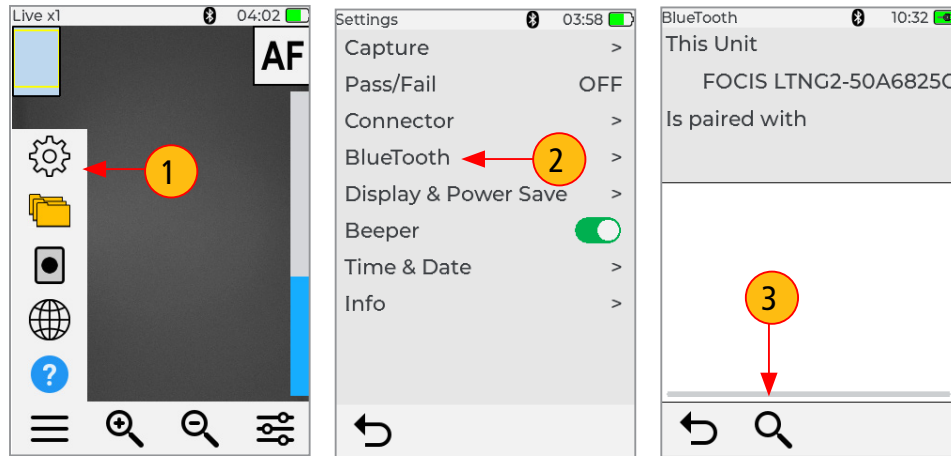 Live x1 04:02
AF
1
?
Settings 03:58
Capture >
Pass/Fail OFF
Connector >
BlueTooth 2 >
Display & Power Save >
Beeper
Time & Date >
Info >
BlueTooth 10:32
This Unit
FOCIS LTNG2-50A6825C
Is paired with
3